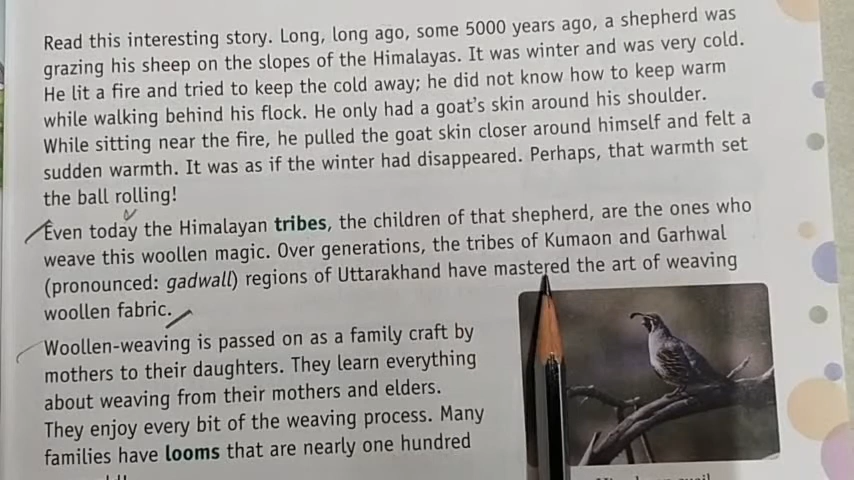 Read this interesting story. Long, long ago, some 5000 years ago, a shepherd was
grazing his sheep on the slopes of the Himalayas. It was winter and was very cold.
He lit a fire and tried to keep the cold away; he did not know how to keep warm
while walking behind his flock. He only had a goat's skin around his shoulder.
While sitting near the fire, he pulled the goat skin closer around himself and felt a
sudden warmth. It was as if the winter had disappeared. Perhaps, that warmth set
the ball rolling!
Even today the Himalayan tribes, the children of that shepherd, are the ones who
weave this woollen magic. Over generations, the tribes of Kumaon and Garhwal
(pronounced: gadwall) regions of Uttarakhand have mastered the art of weaving
woollen fabric.
Woollen-weaving is passed on as a family craft by
mothers to their daughters. They learn everything
about weaving from their mothers and elders.
They enjoy every bit of the weaving process. Many
families have looms that are nearly one hundred